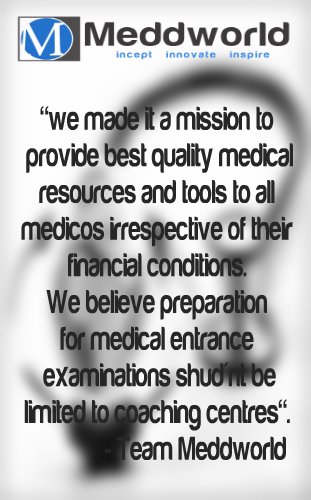 M Meddworld
incept innovate inspire
“we made it a mission to
provide best quality medical
resources and tools to all
medicos irrespective of their
financial conditions.
We believe preparation
for medical entrance
examinations shud'nt be
limited to coaching centres“.
- Team Meddworld